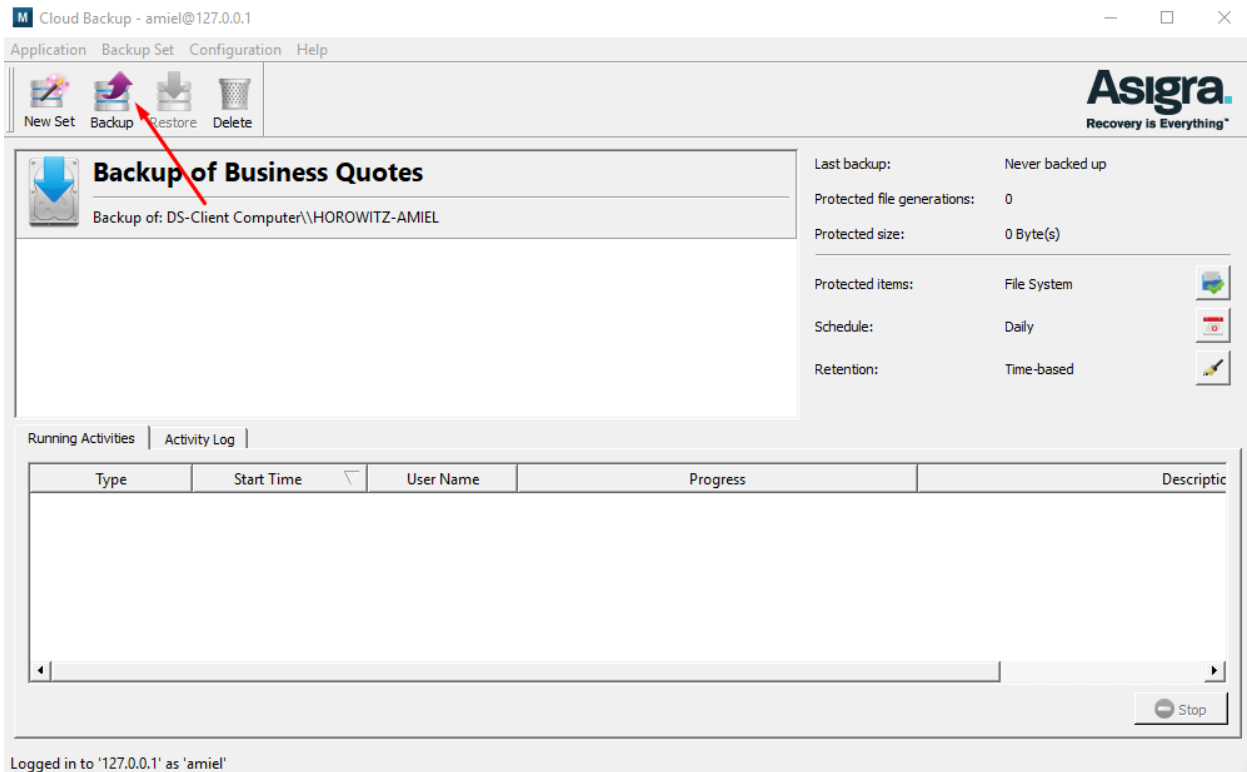 M Cloud Backup - amiel@127.0.0.1
Application Backup Set Configuration Help
New Set Backup Restore Delete
Asigra.
Recovery is Everything"
Backup of Business Quotes
Backup of: DS-Client Computer\\HOROWITZ-AMIEL
Last backup: Never backed up
Protected file generations: 0
Protected size: 0 Byte(s)
Protected items: File System
Schedule: Daily
Retention: Time-based
Running Activities Activity Log
Type Start Time User Name Progress Descriptic
Stop
Logged in to '127.0.0.1' as 'amiel'